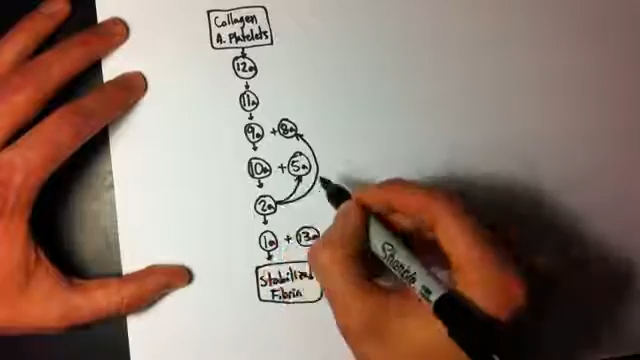 Collagen
A. Platelets
12a
11a
9a + 8a
10a + 5a
2a
1a + 13a
Stabilized
Fibrin
Sharpie